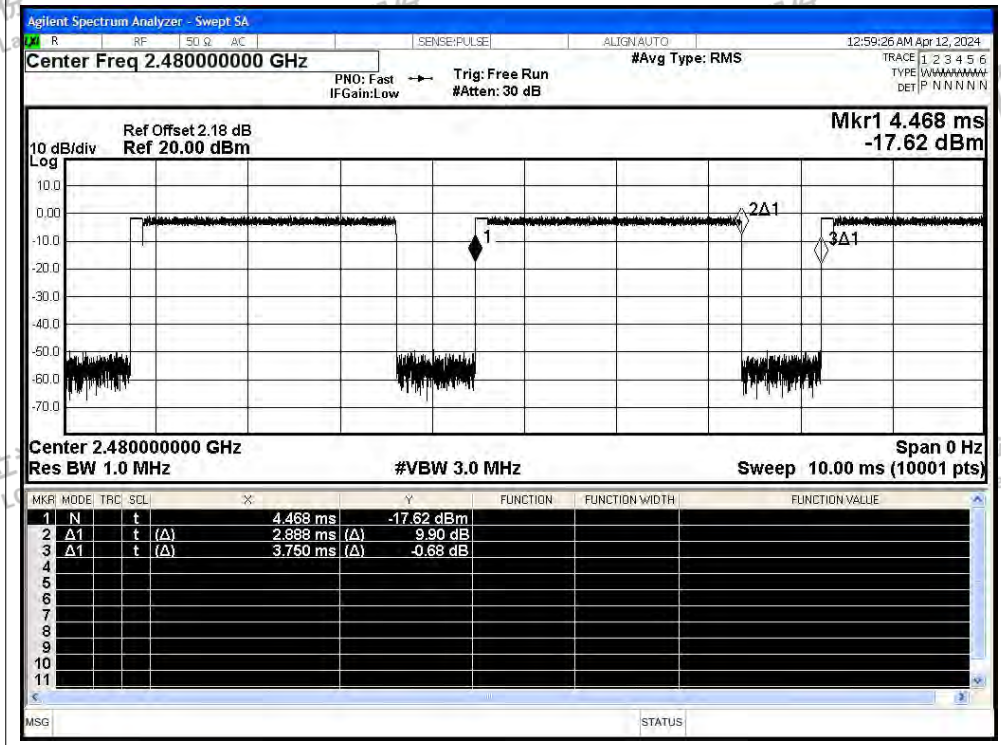 Agilent Spectrum Analyzer - Swept SA
R RF 50 Ω AC SENSE:PULSE ALIGN AUTO 12:59:26 AM Apr 12, 2024
Center Freq 2.480000000 GHz #Avg Type: RMS TRACE 1 2 3 4 5 6
PNO: Fast Trig: Free Run TYPE
IFGain:Low #Atten: 30 dB DET P N N N N N
Mkr1 4.468 ms
Ref Offset 2.18 dB
10 dB/div Ref 20.00 dBm -17.62 dBm
Log
10.0
0.00
2Δ1
-10.0
1
3Δ1
-20.0
-30.0
-40.0
-50.0
-60.0
-70.0
Center 2.480000000 GHz Span 0 Hz
Res BW 1.0 MHz #VBW 3.0 MHz Sweep 10.00 ms (10001 pts)
MKR MODE TRC SCL X Y FUNCTION FUNCTION WIDTH FUNCTION VALUE
1 N t 4.468 ms -17.62 dBm
2 Δ1 t (Δ) 2.888 ms (Δ) 9.90 dB
3 Δ1 t (Δ) 3.750 ms (Δ) -0.68 dB
4
5
6
7
8
9
10
11
MSG STATUS